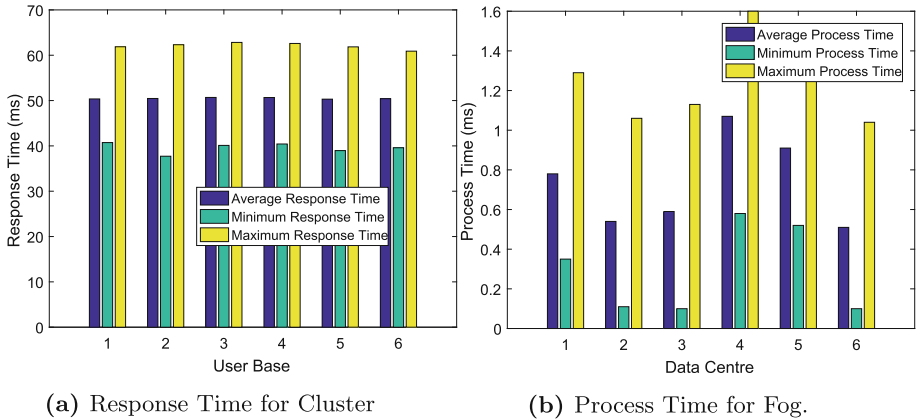 70
60
50
40
30
20
10
0
Response Time (ms)
Average Response Time
Minimum Response Time
Maximum Response Time
1 2 3 4 5 6
User Base
(a) Response Time for Cluster
1.6
1.4
1.2
1
0.8
0.6
0.4
0.2
0
Process Time (ms)
Average Process Time
Minimum Process Time
Maximum Process Time
1 2 3 4 5 6
Data Centre
(b) Process Time for Fog.